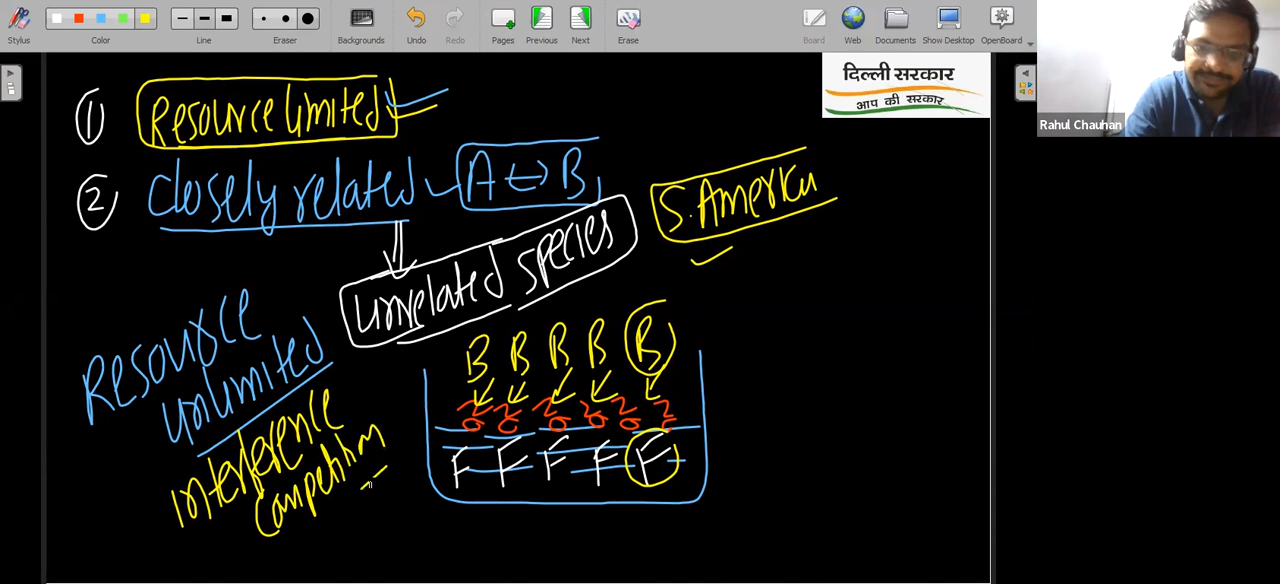 Stylus
Color
Line
Eraser
Backgrounds
Undo
Redo
Pages
Previous
Next
Erase
Board
Web
Documents
Show Desktop
OpenBoard
Rahul Chauhan
दिल्ली सरकार
आप की सरकार
① Resource limited
② Closely related - A ↔ B
S. America
unrelated species
Resource
unlimited
Interference
competition
B B B B B
F F F F F